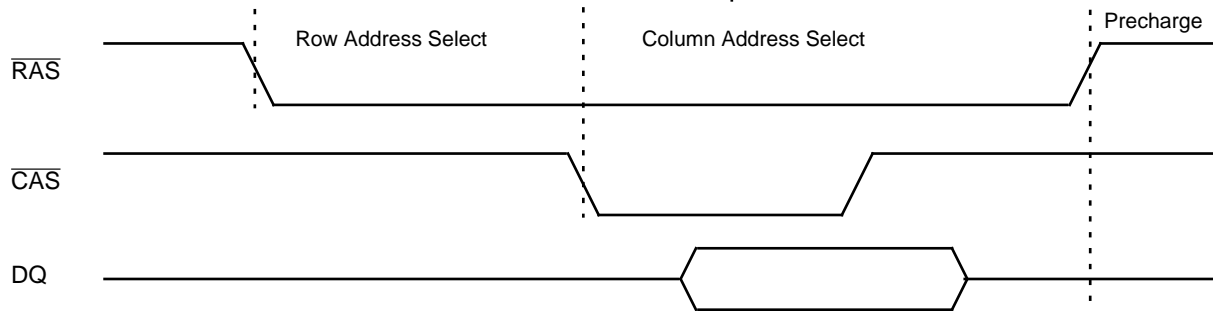 Precharge
Row Address Select
Column Address Select
RAS
CAS
DQ